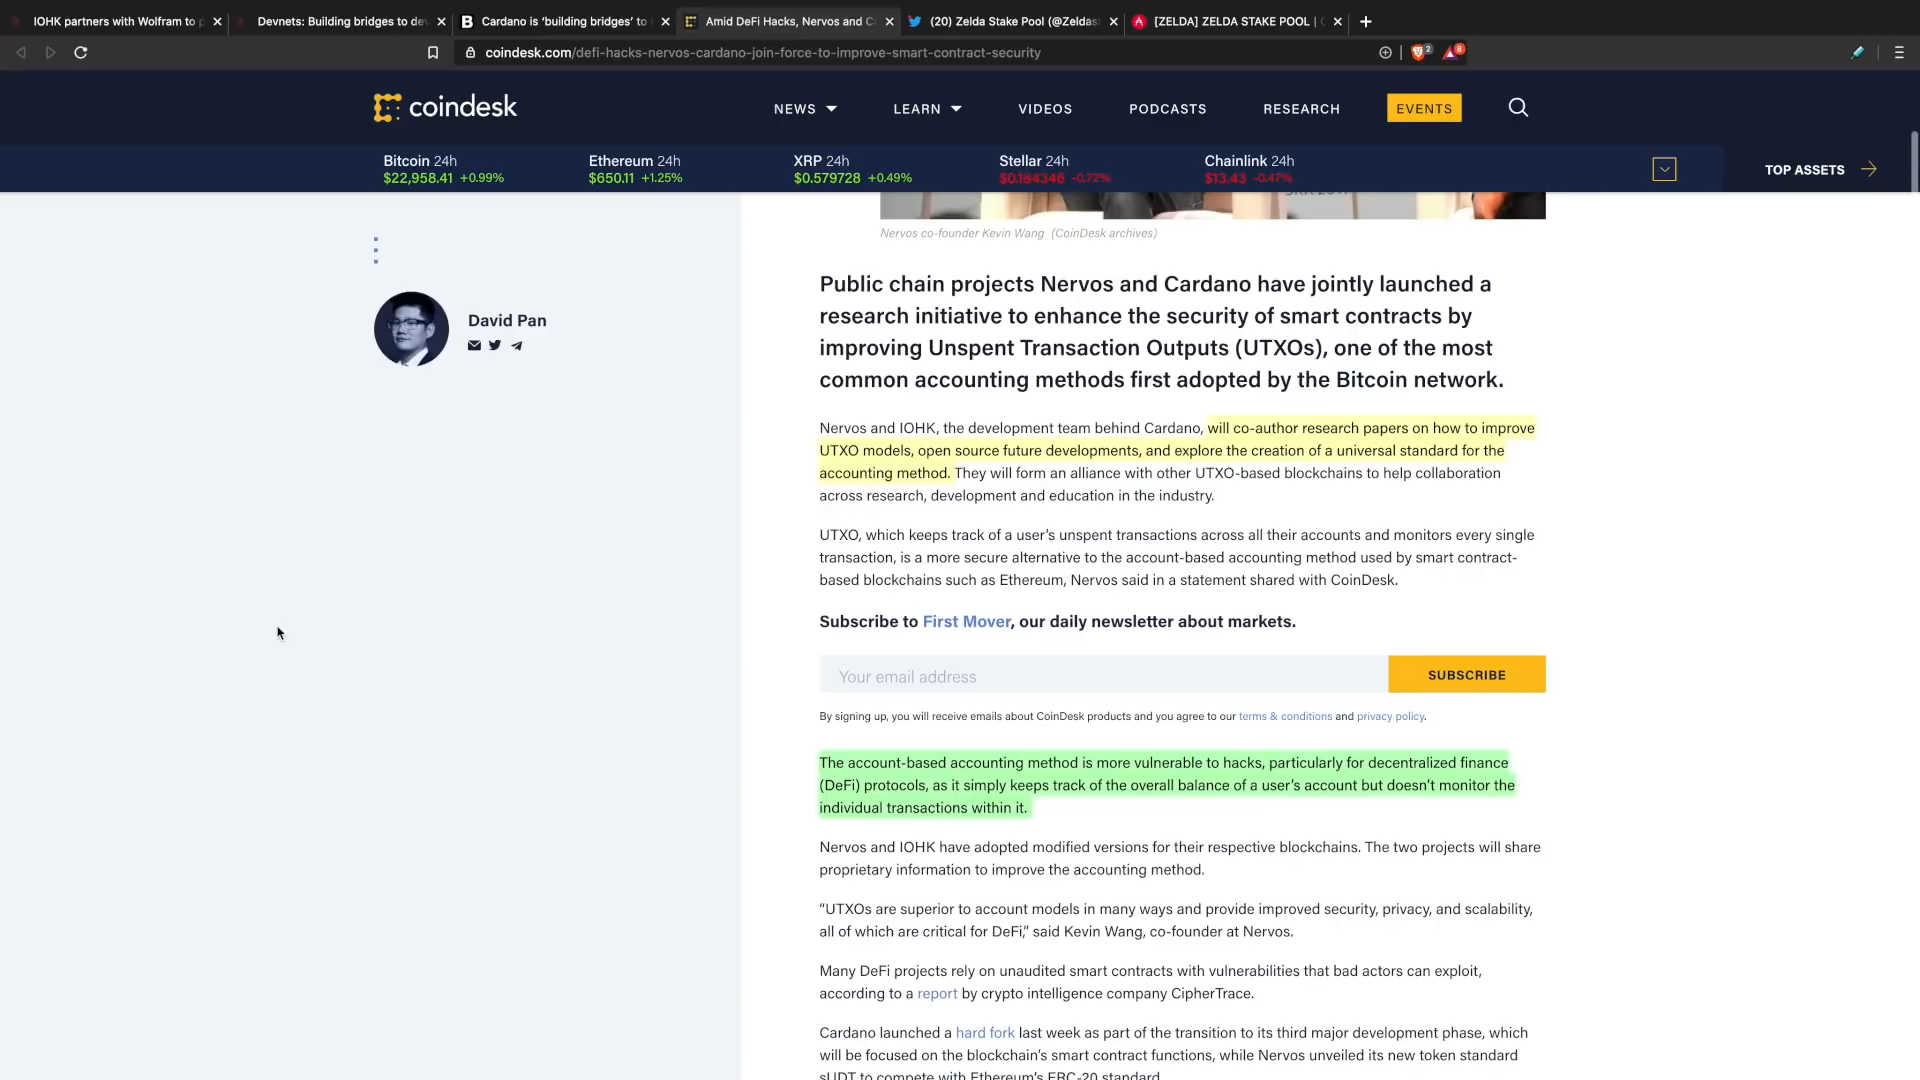 IOHK partners with Wolfram to p
Devnets: Building bridges to dev
Cardano is ‘building bridges’ to
Amid DeFi Hacks, Nervos and C
(20) Zelda Stake Pool (@Zeldast
[ZELDA] ZELDA STAKE POOL |
coindesk.com/defi-hacks-nervos-cardano-join-force-to-improve-smart-contract-security
2
8
coindesk
NEWS
LEARN
VIDEOS
PODCASTS
RESEARCH
EVENTS
Bitcoin 24h
$22,958.41 +0.99%
Ethereum 24h
$650.11 +1.25%
XRP 24h
$0.579728 +0.49%
Stellar 24h
$0.184346 -0.72%
Chainlink 24h
$13.43 -0.47%
TOP ASSETS
Nervos co-founder Kevin Wang (CoinDesk archives)
David Pan
Public chain projects Nervos and Cardano have jointly launched a
research initiative to enhance the security of smart contracts by
improving Unspent Transaction Outputs (UTXOs), one of the most
common accounting methods first adopted by the Bitcoin network.
Nervos and IOHK, the development team behind Cardano, will co-author research papers on how to improve
UTXO models, open source future developments, and explore the creation of a universal standard for the
accounting method. They will form an alliance with other UTXO-based blockchains to help collaboration
across research, development and education in the industry.
UTXO, which keeps track of a user’s unspent transactions across all their accounts and monitors every single
transaction, is a more secure alternative to the account-based accounting method used by smart contract-
based blockchains such as Ethereum, Nervos said in a statement shared with CoinDesk.
Subscribe to First Mover, our daily newsletter about markets.
Your email address
SUBSCRIBE
By signing up, you will receive emails about CoinDesk products and you agree to our terms & conditions and privacy policy.
The account-based accounting method is more vulnerable to hacks, particularly for decentralized finance
(DeFi) protocols, as it simply keeps track of the overall balance of a user’s account but doesn’t monitor the
individual transactions within it.
Nervos and IOHK have adopted modified versions for their respective blockchains. The two projects will share
proprietary information to improve the accounting method.
“UTXOs are superior to account models in many ways and provide improved security, privacy, and scalability,
all of which are critical for DeFi,” said Kevin Wang, co-founder at Nervos.
Many DeFi projects rely on unaudited smart contracts with vulnerabilities that bad actors can exploit,
according to a report by crypto intelligence company CipherTrace.
Cardano launched a hard fork last week as part of the transition to its third major development phase, which
will be focused on the blockchain’s smart contract functions, while Nervos unveiled its new token standard
sUDT to compete with Ethereum’s ERC-20 standard.